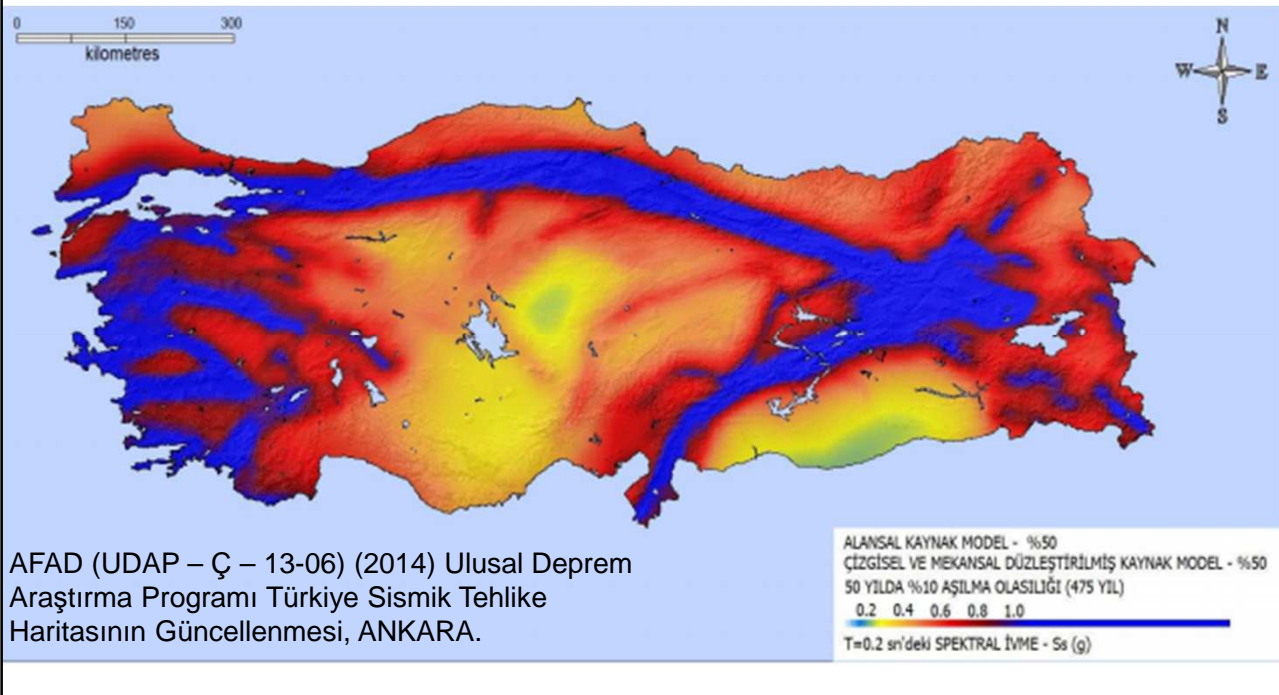 0 150 300
kilometres
N
W E
S
AFAD (UDAP – Ç – 13-06) (2014) Ulusal Deprem
Araştırma Programı Türkiye Sismik Tehlike
Haritasının Güncellenmesi, ANKARA.
ALANSAL KAYNAK MODEL - %50
ÇİZGİSEL VE MEKANSAL DÜZLEŞTİRİLMİŞ KAYNAK MODEL - %50
50 YILDA %10 AŞILMA OLASILIĞI (475 YIL)
0.2 0.4 0.6 0.8 1.0
T=0.2 sn'deki SPEKTRAL İVME - Ss (g)